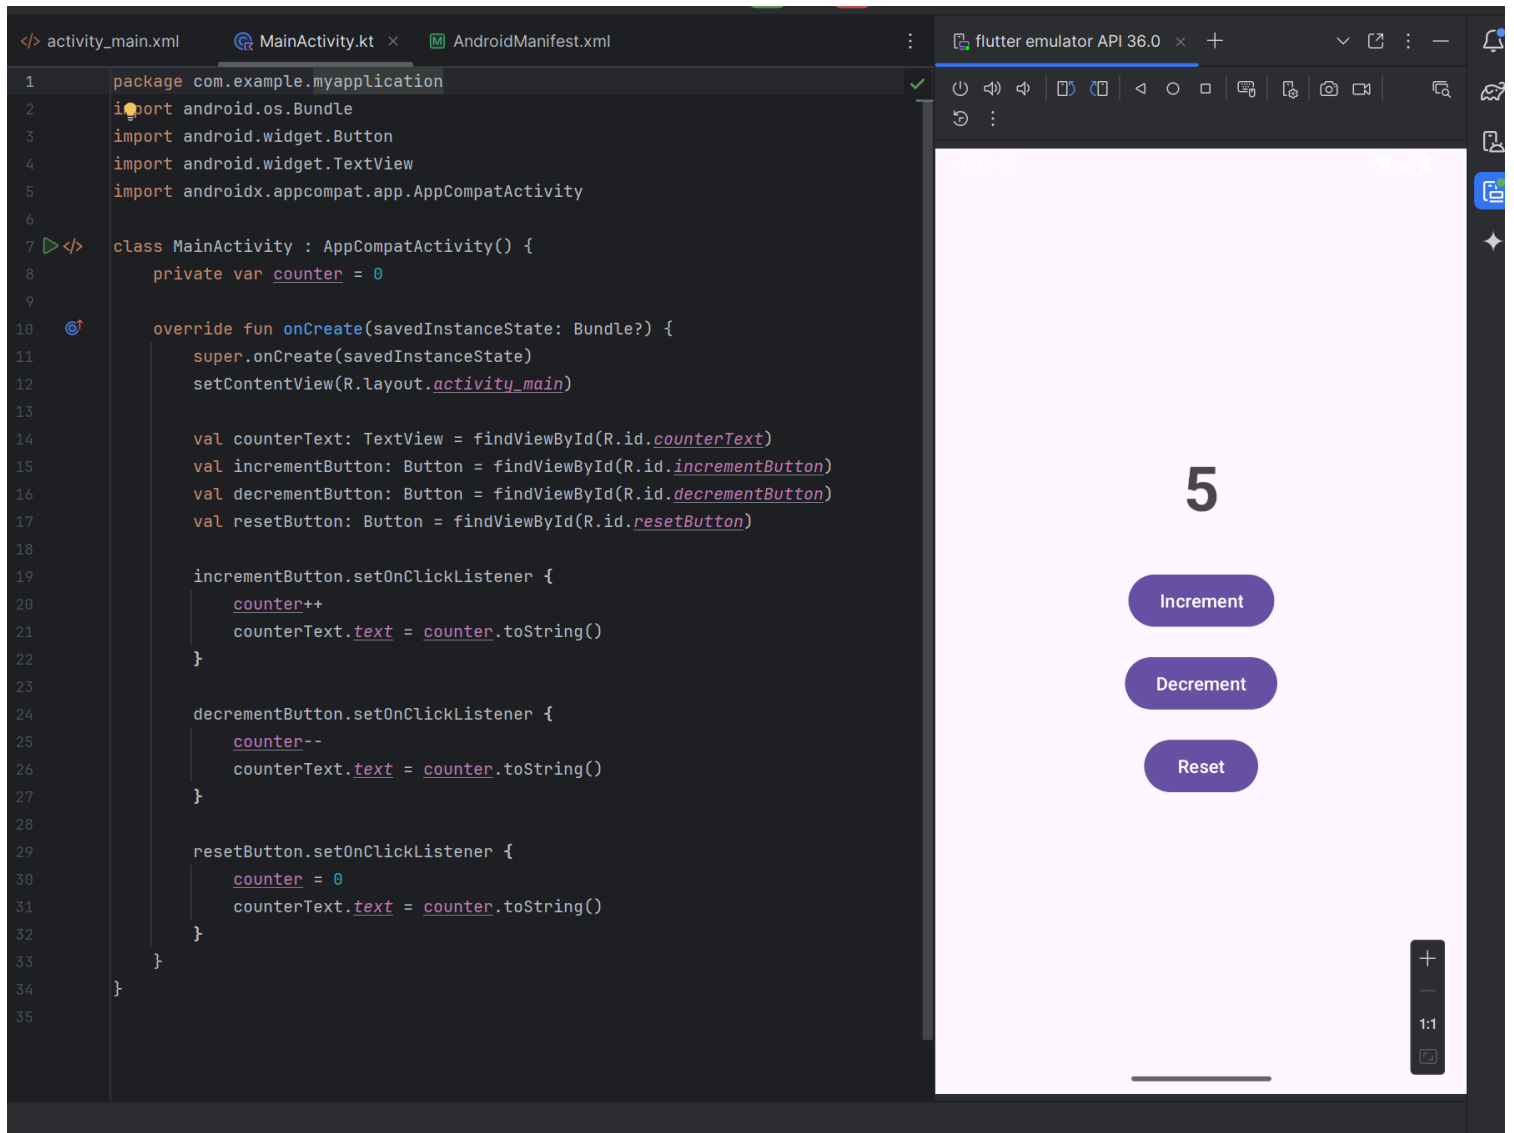 activity_main.xml
MainActivity.kt
AndroidManifest.xml
1 package com.example.myapplication
2 import android.os.Bundle
3 import android.widget.Button
4 import android.widget.TextView
5 import androidx.appcompat.app.AppCompatActivity
6
7 class MainActivity : AppCompatActivity() {
8 private var counter = 0
9
10 override fun onCreate(savedInstanceState: Bundle?) {
11 super.onCreate(savedInstanceState)
12 setContentView(R.layout.activity_main)
13
14 val counterText: TextView = findViewById(R.id.counterText)
15 val incrementButton: Button = findViewById(R.id.incrementButton)
16 val decrementButton: Button = findViewById(R.id.decrementButton)
17 val resetButton: Button = findViewById(R.id.resetButton)
18
19 incrementButton.setOnClickListener {
20 counter++
21 counterText.text = counter.toString()
22 }
23
24 decrementButton.setOnClickListener {
25 counter--
26 counterText.text = counter.toString()
27 }
28
29 resetButton.setOnClickListener {
30 counter = 0
31 counterText.text = counter.toString()
32 }
33 }
34 }
35
flutter emulator API 36.0
5
Increment
Decrement
Reset
1:1